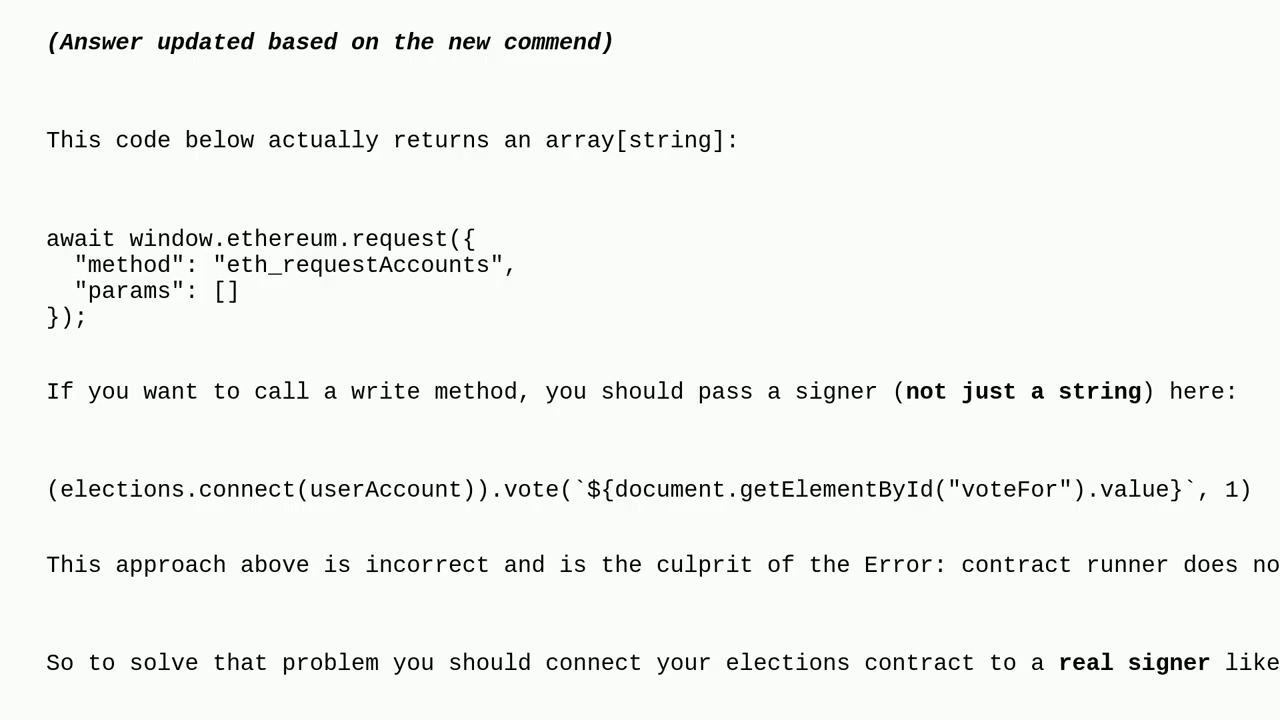 (Answer updated based on the new commend)
This code below actually returns an array[string]:
await window.ethereum.request({
  "method": "eth_requestAccounts",
  "params": []
});
If you want to call a write method, you should pass a signer (not just a string) here:
(elections.connect(userAccount)).vote(`${document.getElementById("voteFor").value}`, 1)
This approach above is incorrect and is the culprit of the Error: contract runner does no
So to solve that problem you should connect your elections contract to a real signer like